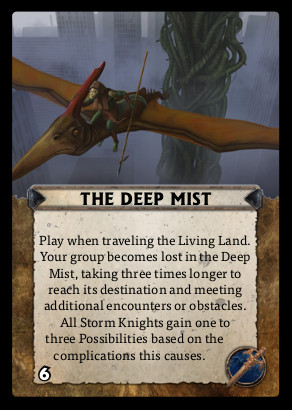 THE DEEP MIST
Play when traveling the Living Land.
Your group becomes lost in the Deep
Mist, taking three times longer to
reach its destination and meeting
additional encounters or obstacles.
All Storm Knights gain one to
three Possibilities based on the
complications this causes.
6